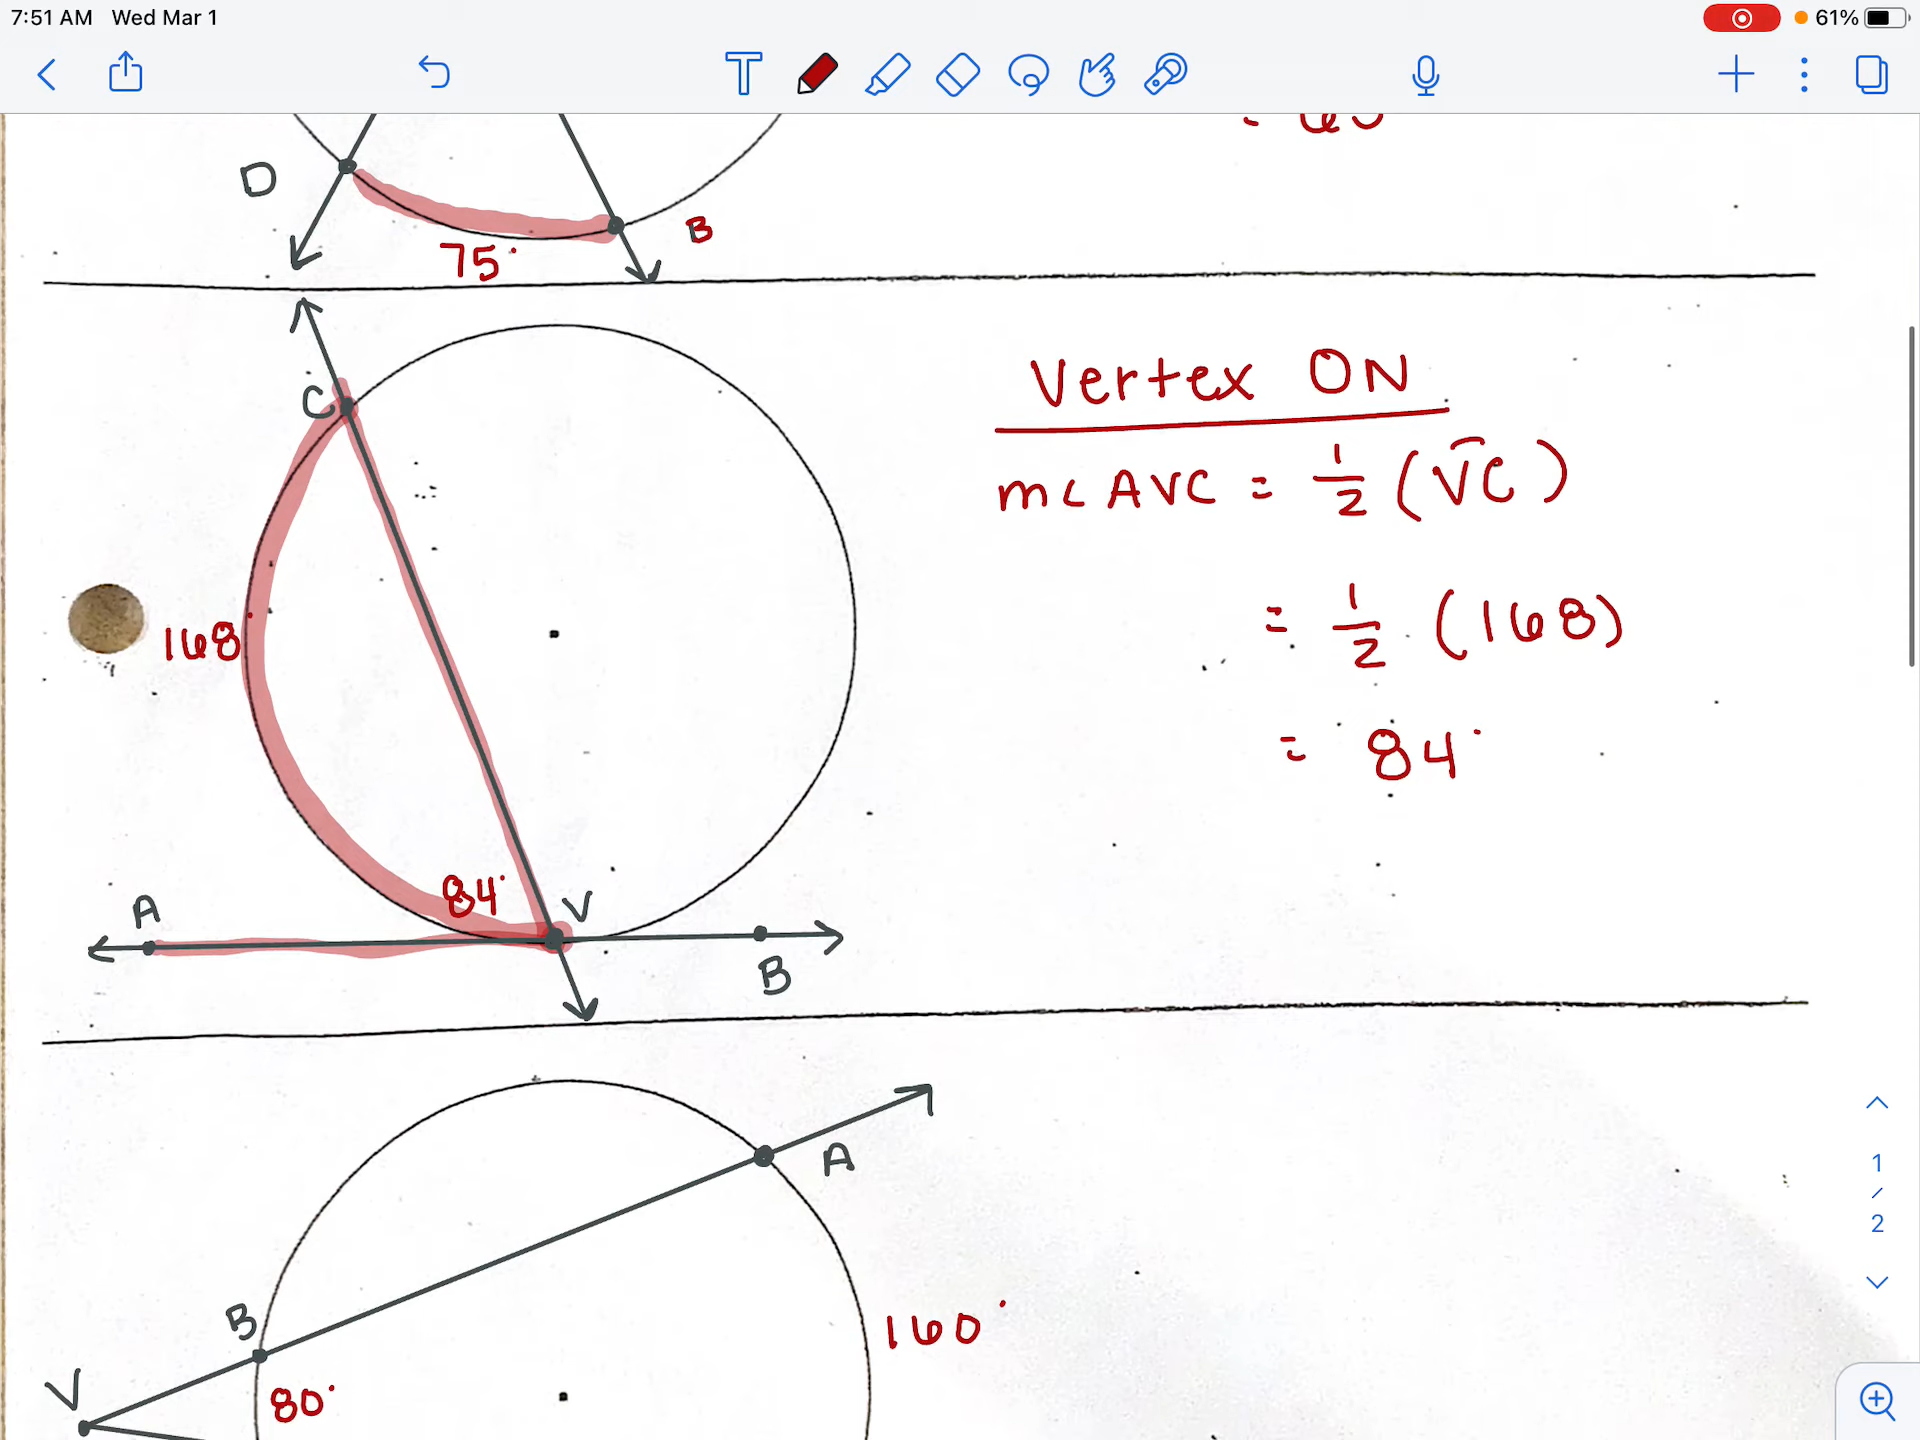 7:51 AM Wed Mar 1
61%
T
D
B
75°
C
168°
84°
V
A
B
Vertex ON
m∠AVC = 1/2 (V͡C)
= 1/2 (168)
= 84°
A
B
V
80°
160°
1
/
2